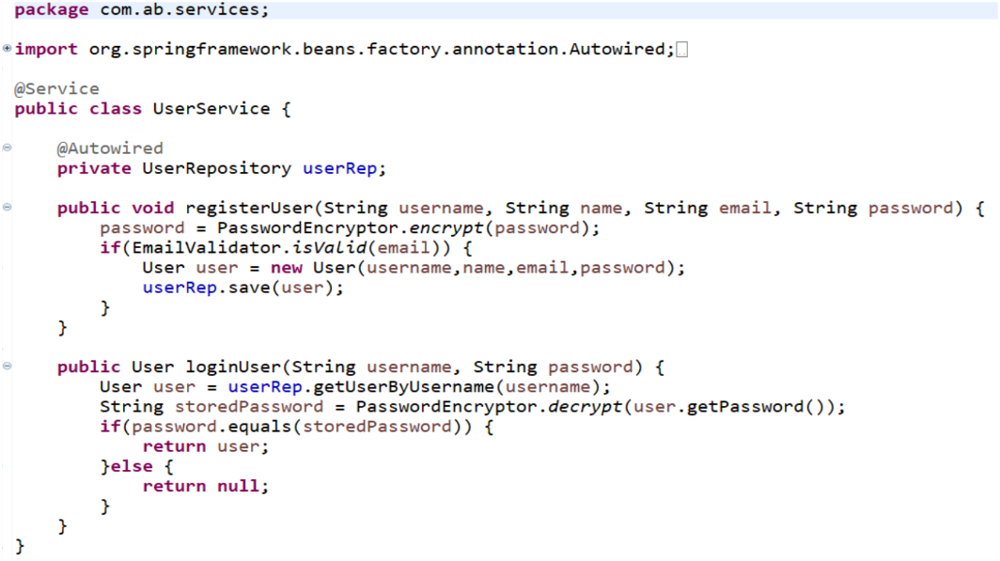 package com.ab.services;
import org.springframework.beans.factory.annotation.Autowired;
@Service
public class UserService {
@Autowired
private UserRepository userRep;
public void registerUser(String username, String name, String email, String password) {
password = PasswordEncryptor.encrypt(password);
if(EmailValidator.isValid(email)) {
User user = new User(username,name,email,password);
userRep.save(user);
}
}
public User loginUser(String username, String password) {
User user = userRep.getUserByUsername(username);
String storedPassword = PasswordEncryptor.decrypt(user.getPassword());
if(password.equals(storedPassword)) {
return user;
}else {
return null;
}
}
}